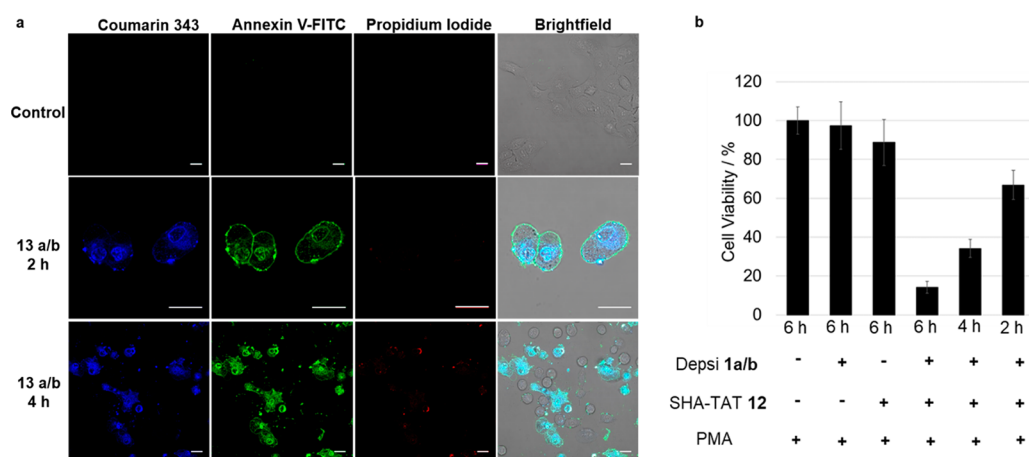 a
Coumarin 343 Annexin V-FITC Propidium Iodide Brightfield
Control
13 a/b
2 h
13 a/b
4 h
b
Cell Viability / %
120
100
80
60
40
20
0
6 h 6 h 6 h 6 h 4 h 2 h
Depsi 1a/b - + - + + +
SHA-TAT 12 - - + + + +
PMA + + + + + +